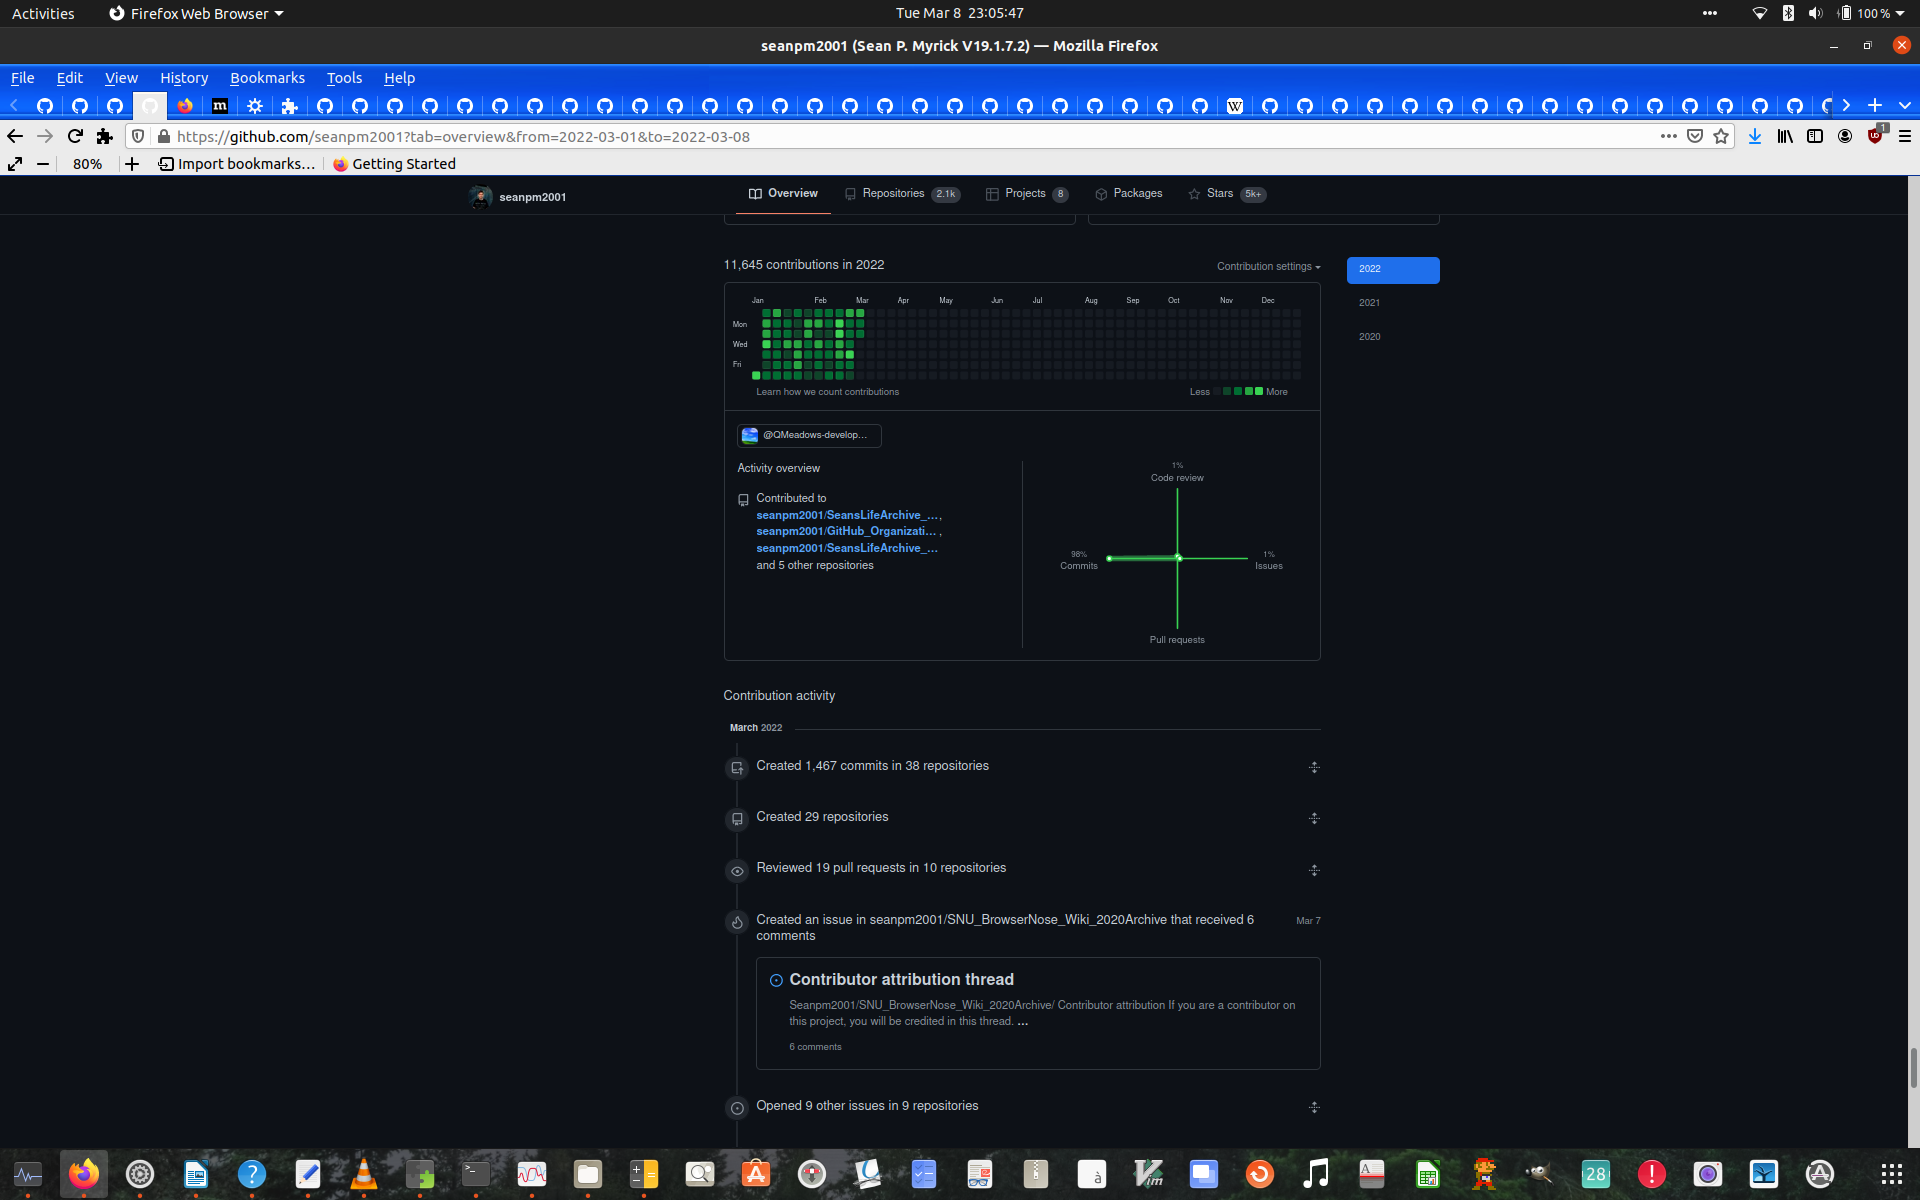 Activities
Firefox Web Browser
Tue Mar 8 23:05:47
100 %
seanpm2001 (Sean P. Myrick V19.1.7.2) — Mozilla Firefox
File Edit View History Bookmarks Tools Help
m
W
https://github.com/seanpm2001?tab=overview&from=2022-03-01&to=2022-03-08
1
80%
Import bookmarks...
Getting Started
seanpm2001
Overview
Repositories 2.1k
Projects 8
Packages
Stars 5k+
11,645 contributions in 2022
Contribution settings
2022
2021
2020
Jan Feb Mar Apr May Jun Jul Aug Sep Oct Nov Dec
Mon
Wed
Fri
Learn how we count contributions
Less More
@QMeadows-develop...
Activity overview
Contributed to
seanpm2001/SeansLifeArchive_... ,
seanpm2001/GitHub_Organizati... ,
seanpm2001/SeansLifeArchive_...
and 5 other repositories
1%
Code review
98%
Commits
1%
Issues
Pull requests
Contribution activity
March 2022
Created 1,467 commits in 38 repositories
Created 29 repositories
Reviewed 19 pull requests in 10 repositories
Created an issue in seanpm2001/SNU_BrowserNose_Wiki_2020Archive that received 6
comments
Mar 7
Contributor attribution thread
Seanpm2001/SNU_BrowserNose_Wiki_2020Archive/ Contributor attribution If you are a contributor on
this project, you will be credited in this thread. ...
6 comments
Opened 9 other issues in 9 repositories
?
>_
à
Vim
A
28
!